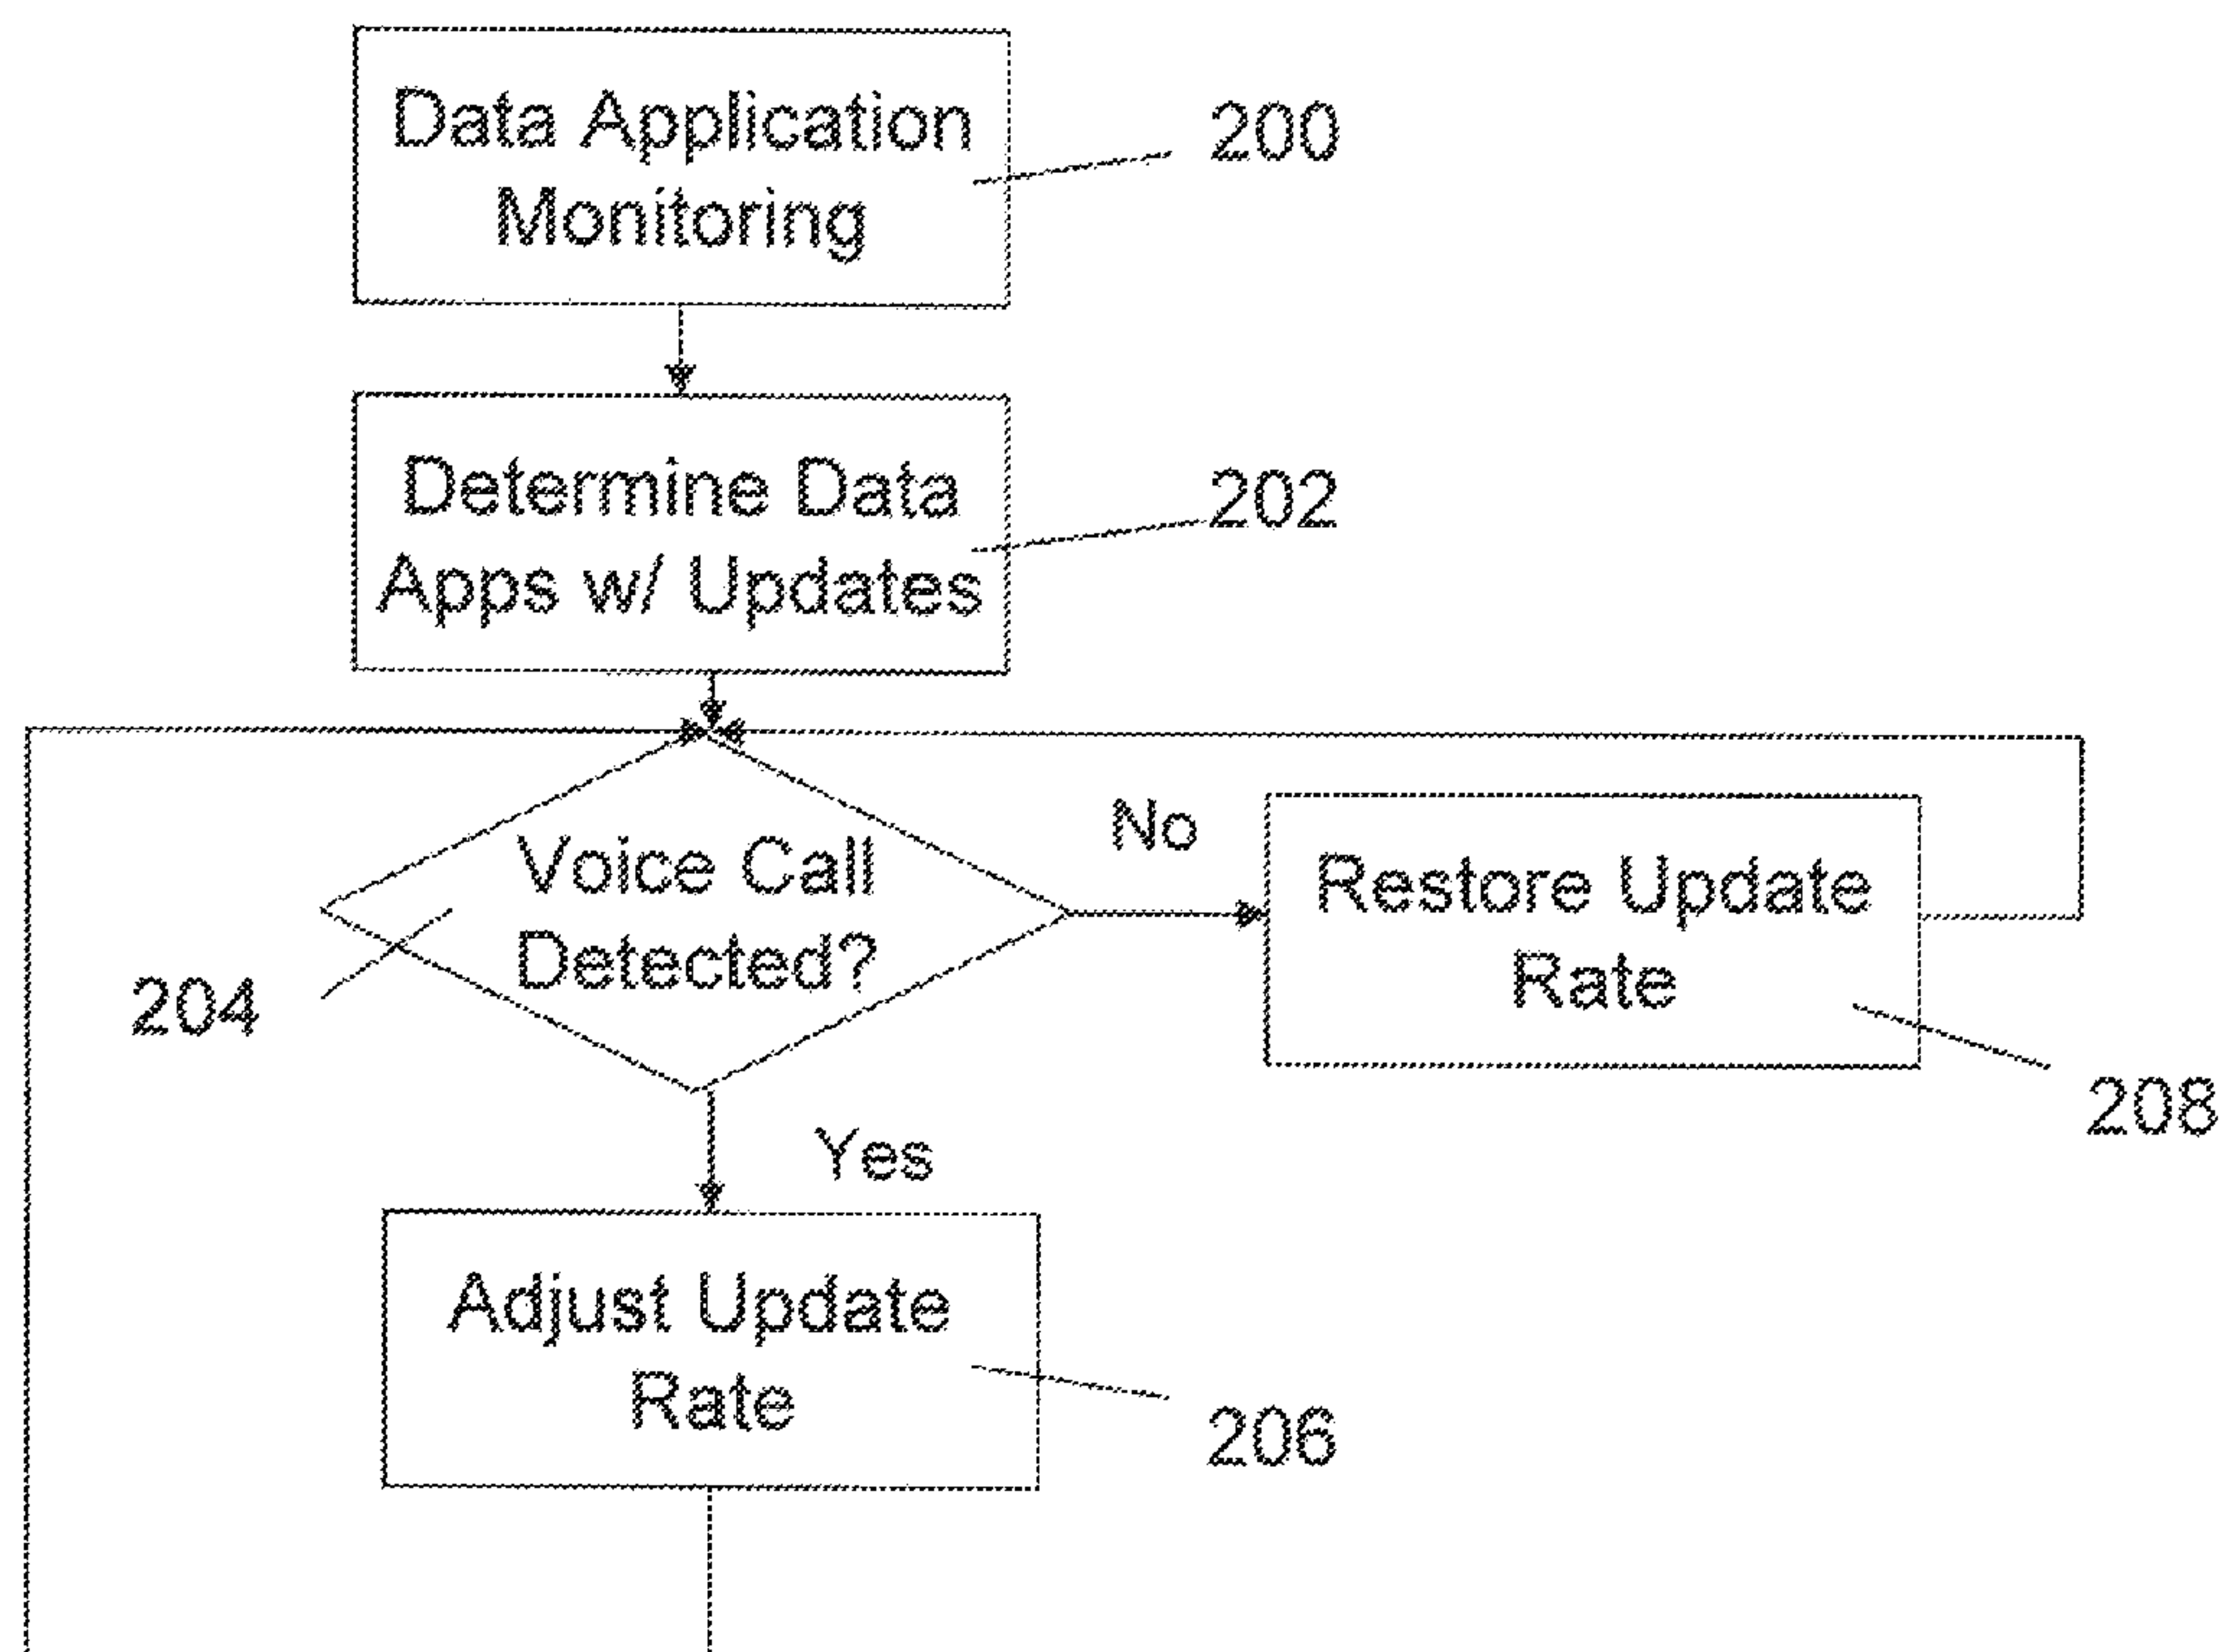 Data Application
Monitoring
200
Determine Data
Apps w/ Updates
202
Voice Call
Detected?
204
No
Restore Update
Rate
208
Yes
Adjust Update
Rate
206